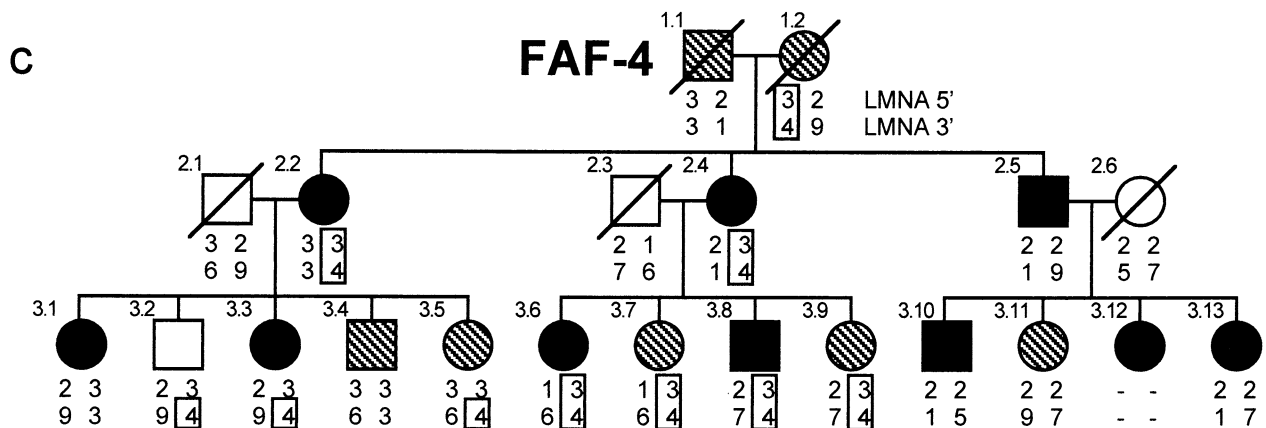 1.1 1.2
C FAF-4
3 2 3 2 LMNA 5’
3 1 4 9 LMNA 3’
2.1 2.2 2.3 2.4 2.5 2.6
3 2 3 3 2 1 2 3 2 2 2 2
6 9 3 4 7 6 1 4 1 9 5 7
3.1 3.2 3.3 3.4 3.5 3.6 3.7 3.8 3.9 3.10 3.11 3.12 3.13
2 3 2 3 2 3 3 3 3 3 1 3 1 3 2 3 2 3 2 2 2 2 - - 2 2
9 3 9 4 9 4 6 3 6 4 6 4 6 4 7 4 7 4 1 5 9 7 - - 1 7